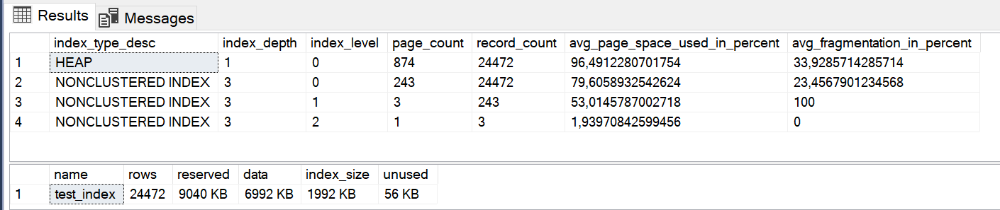 Results Messages
index_type_desc index_depth index_level page_count record_count avg_page_space_used_in_percent avg_fragmentation_in_percent
1 HEAP 1 0 874 24472 96,4912280701754 33,9285714285714
2 NONCLUSTERED INDEX 3 0 243 24472 79,6058932542624 23,4567901234568
3 NONCLUSTERED INDEX 3 1 3 243 53,0145787002718 100
4 NONCLUSTERED INDEX 3 2 1 3 1,93970842599456 0
name rows reserved data index_size unused
1 test_index 24472 9040 KB 6992 KB 1992 KB 56 KB